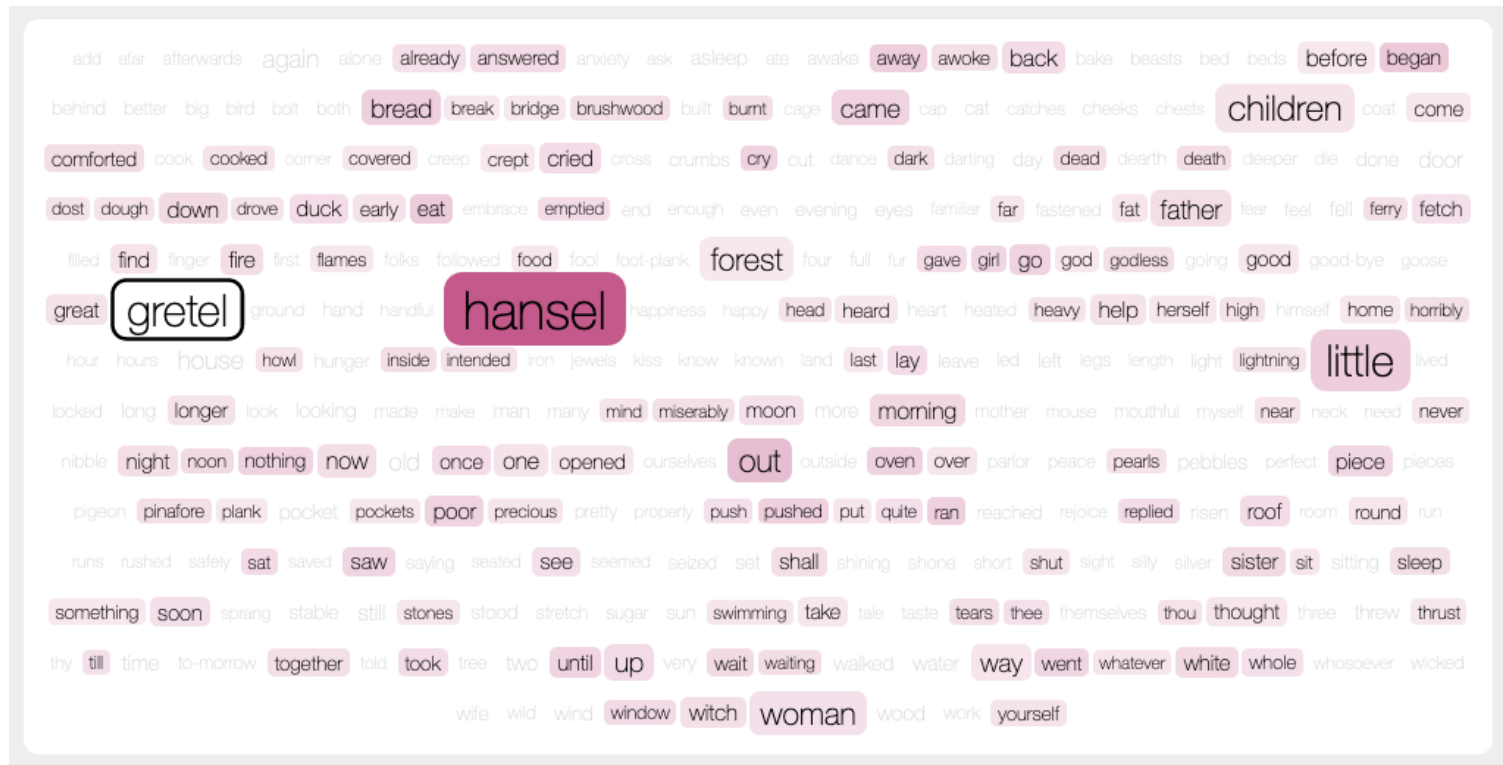 add afar afterwards again alone already answered anxiety ask asleep ate awake away awoke back bake beasts bed beds before began
behind better big bird bolt both bread break bridge brushwood built burnt cage came cap cat catches cheeks chests children coat come
comforted cook cooked corner covered creep crept cried cross crumbs cry cut dance dark darting day dead dearth death deeper die done door
dost dough down drove duck early eat embrace emptied end enough even evening eyes familiar far fastened fat father fear feel fell ferry fetch
filled find finger fire first flames folks followed food fool foot-plank forest four full fur gave girl go god godless going good good-bye goose
great gretel ground hand handful hansel happiness happy head heard heart heated heavy help herself high himself home horribly
hour hours house howl hunger inside intended iron jewels kiss know known land last lay leave led left legs length light lightning little lived
locked long longer look looking made make man many mind miserably moon more morning mother mouse mouthful myself near neck need never
nibble night noon nothing now old once one opened ourselves out outside oven over parlor peace pearls pebbles perfect piece pieces
pigeon pinafore plank pocket pockets poor precious pretty properly push pushed put quite ran reached rejoice replied risen roof room round run
runs rushed safely sat saved saw saying seated see seemed seized set shall shining shone short shut sight silly silver sister sit sitting sleep
something soon sprang stable still stones stood stretch sugar sun swimming take tale taste tears thee themselves thou thought three threw thrust
thy till time to-morrow together told took tree two until up very wait waiting walked water way went whatever white whole whosoever wicked
wife wild wind window witch woman wood work yourself